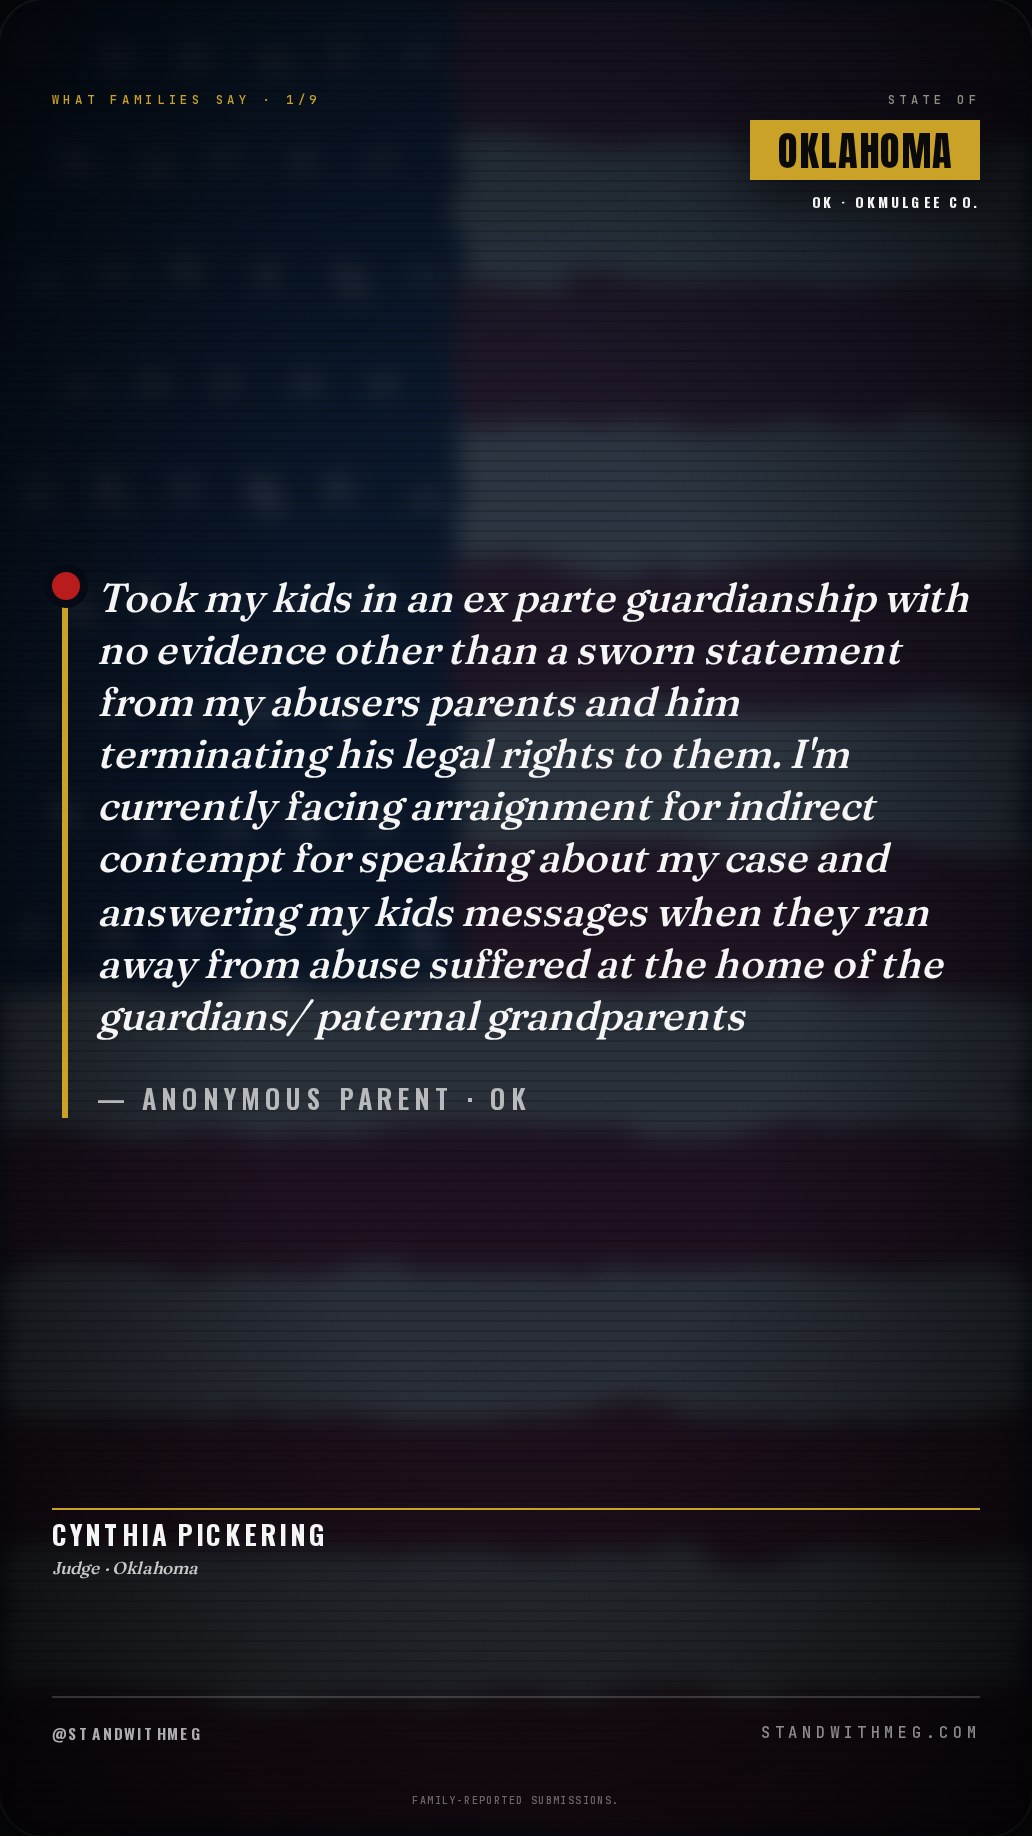 WHAT FAMILIES SAY · 1/9
STATE OF
OKLAHOMA
OK · OKMULGEE CO.
Took my kids in an ex parte guardianship with
no evidence other than a sworn statement
from my abusers parents and him
terminating his legal rights to them. I'm
currently facing arraignment for indirect
contempt for speaking about my case and
answering my kids messages when they ran
away from abuse suffered at the home of the
guardians/ paternal grandparents
— ANONYMOUS PARENT · OK
CYNTHIA PICKERING
Judge · Oklahoma
@STANDWITHMEG
STANDWITHMEG.COM
FAMILY-REPORTED SUBMISSIONS.